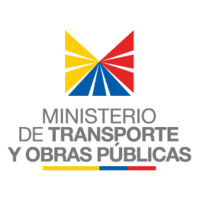 MINISTERIO
DE TRANSPORTE
Y OBRAS PÚBLICAS